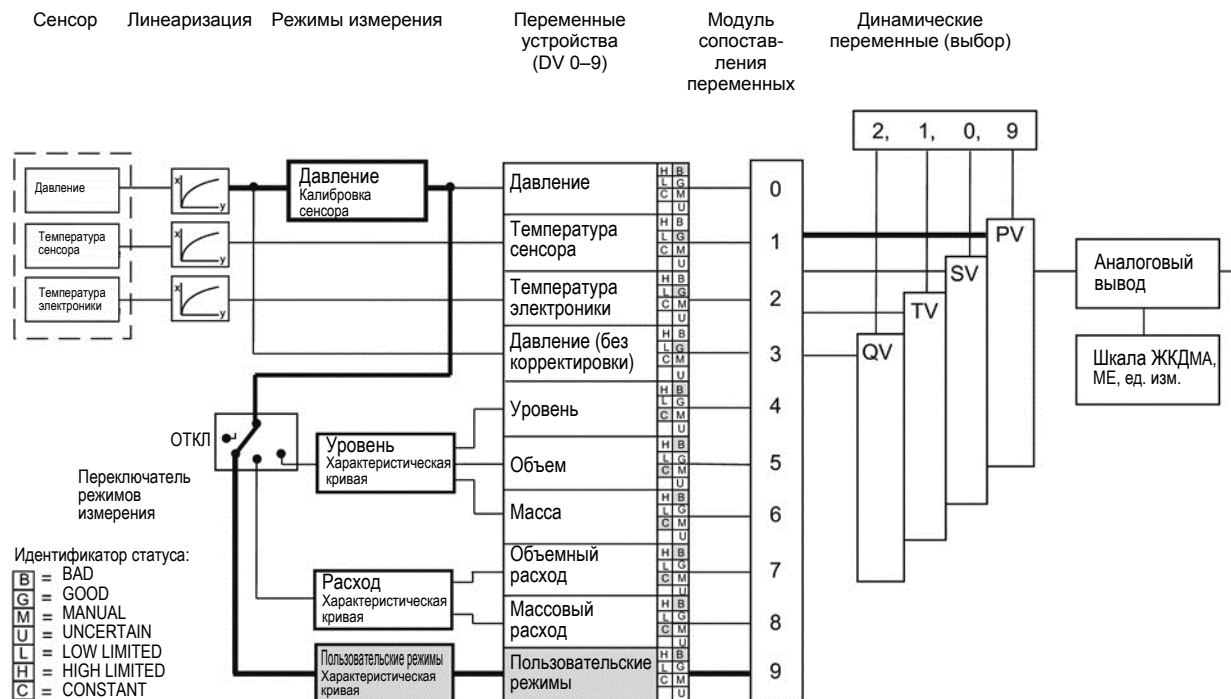 Сенсор
Линеаризация
Режимы измерения
Переменные
устройства
(DV 0–9)
Модуль
сопостав-
ления
переменных
Динамические
переменные (выбор)
2, 1, 0, 9
Давление
Температура
сенсора
Температура
электроники
x
y
x
y
x
y
Давление
Калибровка
сенсора
ОТКЛ
Переключатель
режимов
измерения
Уровень
Характеристическая
кривая
Расход
Характеристическая
кривая
Пользовательские режимы
Характеристическая
кривая
Давление
H B
L G
C M
U
0
Температура
сенсора
H B
L G
C M
U
1
Температура
электроники
H B
L G
C M
U
2
Давление (без
корректировки)
H B
L G
C M
U
3
Уровень
H B
L G
C M
U
4
Объем
H B
L G
C M
U
5
Масса
H B
L G
C M
U
6
Объемный
расход
H B
L G
C M
U
7
Массовый
расход
H B
L G
C M
U
8
Пользовательские
режимы
H B
L G
C M
U
9
PV
SV
TV
QV
Аналоговый
вывод
Шкала ЖКДМА,
МЕ, ед. изм.
Идентификатор статуса:
B = BAD
G = GOOD
M = MANUAL
U = UNCERTAIN
L = LOW LIMITED
H = HIGH LIMITED
C = CONSTANT